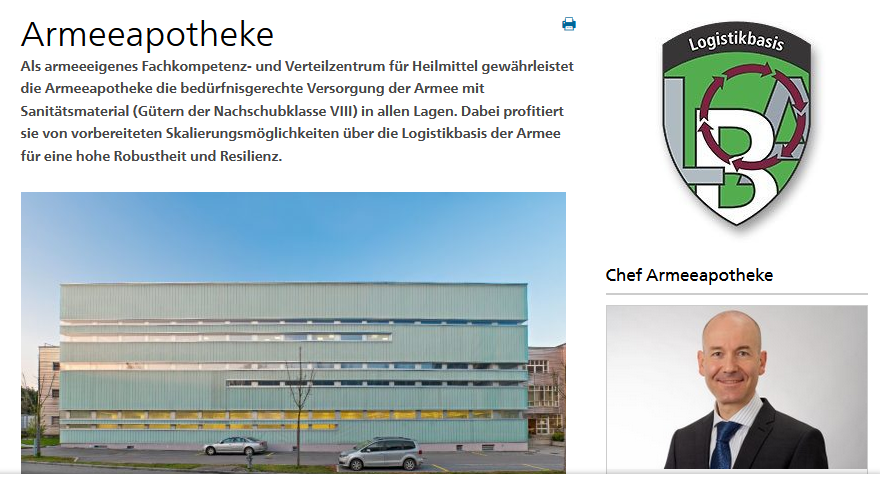 Armeeapotheke
Als armeeeigenes Fachkompetenz- und Verteilzentrum für Heilmittel gewährleistet
die Armeeapotheke die bedürfnisgerechte Versorgung der Armee mit
Sanitätsmaterial (Gütern der Nachschubklasse VIII) in allen Lagen. Dabei profitiert
sie von vorbereiteten Skalierungsmöglichkeiten über die Logistikbasis der Armee
für eine hohe Robustheit und Resilienz.
Logistikbasis
LBA
Chef Armeeapotheke